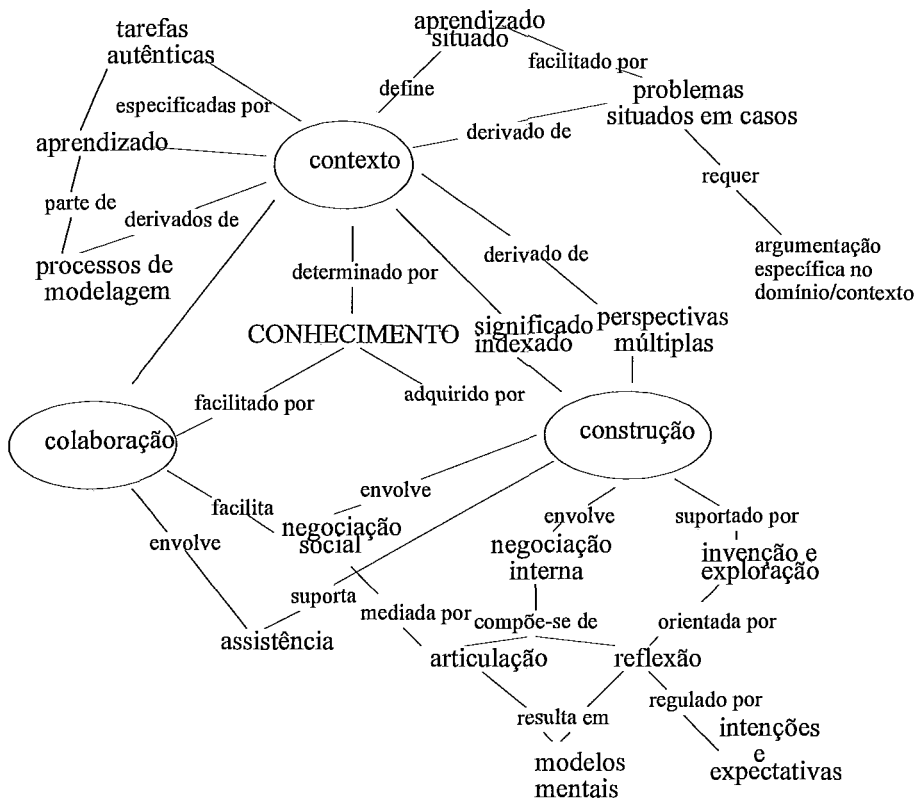 tarefas
autênticas
aprendizado
situado
facilitado por
define
problemas
situados em casos
especificadas por
derivado de
aprendizado
contexto
requer
parte de
derivados de
derivado de
argumentação
específica no
domínio/contexto
processos de
modelagem
determinado por
CONHECIMENTO
significado
indexado
perspectivas
múltiplas
facilitado por
adquirido por
colaboração
construção
envolve
facilita
negociação
social
envolve
envolve
negociação
interna
suportado por
invenção e
exploração
suporta
mediada por
compõe-se de
orientada por
assistência
articulação
reflexão
regulado por
resulta em
intenções
e
expectativas
modelos
mentais